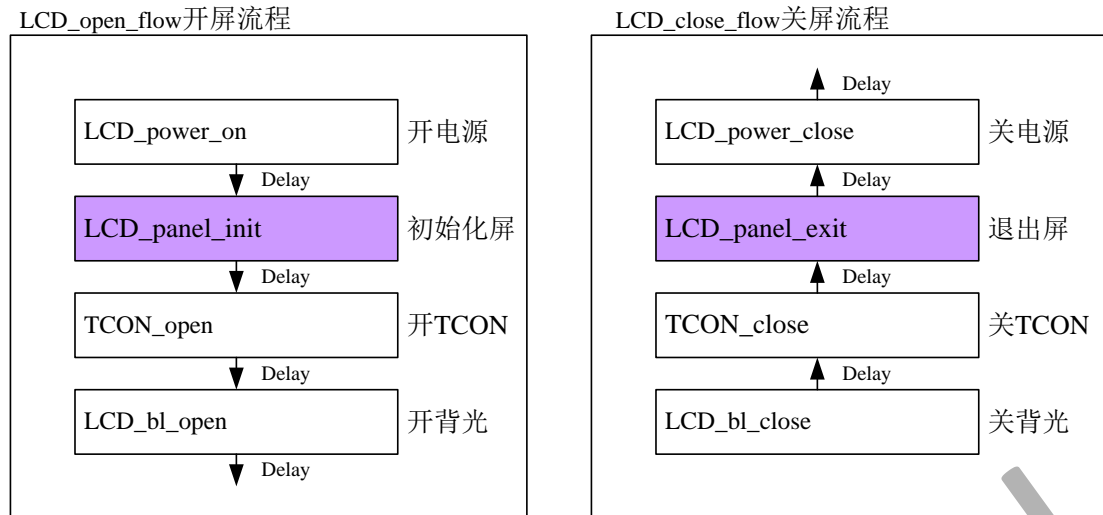 LCD_open_flow开屏流程
LCD_power_on 开电源
Delay
LCD_panel_init 初始化屏
Delay
TCON_open 开TCON
Delay
LCD_bl_open 开背光
Delay
LCD_close_flow关屏流程
Delay
LCD_power_close 关电源
Delay
LCD_panel_exit 退出屏
Delay
TCON_close 关TCON
Delay
LCD_bl_close 关背光